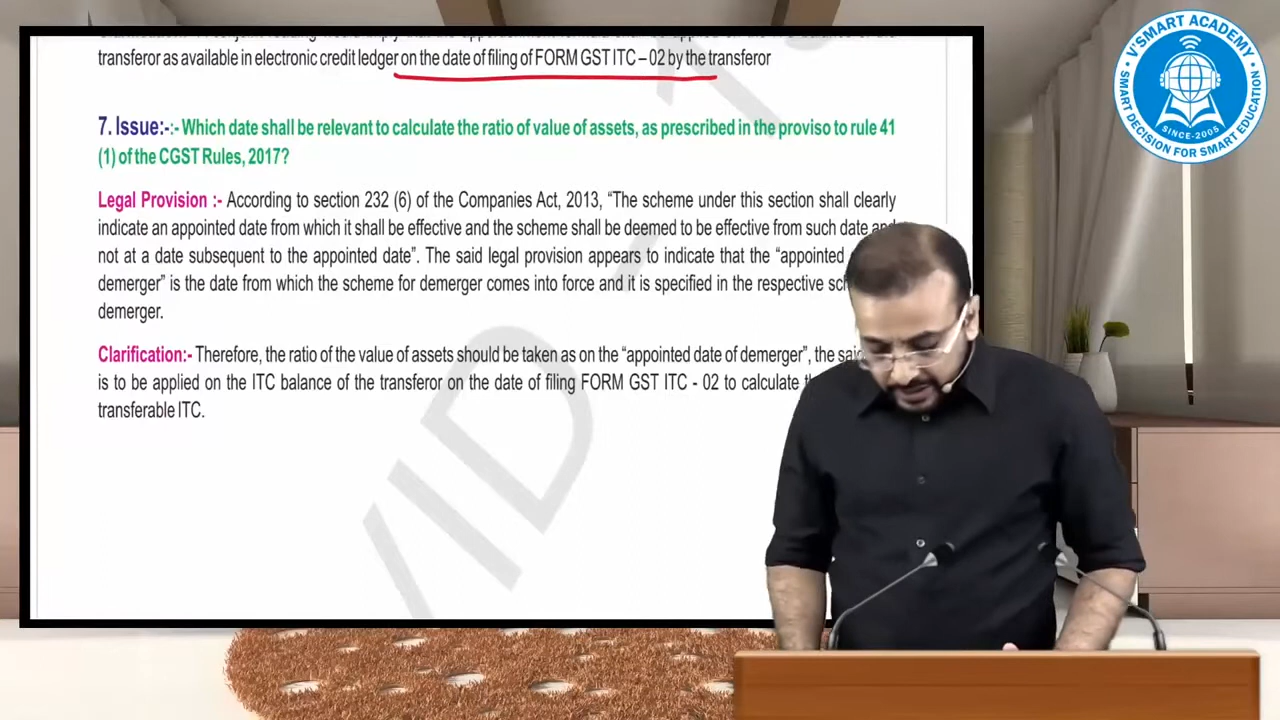 transferor as available in electronic credit ledger on the date of filing of FORM GST ITC – 02 by the transferor
7. Issue:-:- Which date shall be relevant to calculate the ratio of value of assets, as prescribed in the proviso to rule 41
(1) of the CGST Rules, 2017?
Legal Provision :- According to section 232 (6) of the Companies Act, 2013, “The scheme under this section shall clearly
indicate an appointed date from which it shall be effective and the scheme shall be deemed to be effective from such date
not at a date subsequent to the appointed date”. The said legal provision appears to indicate that the “appointed
demerger” is the date from which the scheme for demerger comes into force and it is specified in the respective
demerger.
Clarification:- Therefore, the ratio of the value of assets should be taken as on the “appointed date of demerger”, the
is to be applied on the ITC balance of the transferor on the date of filing FORM GST ITC - 02 to calculate
transferable ITC.
VID
V'SMART ACADEMY
SINCE-2005
SMART DECISION FOR SMART EDUCATION